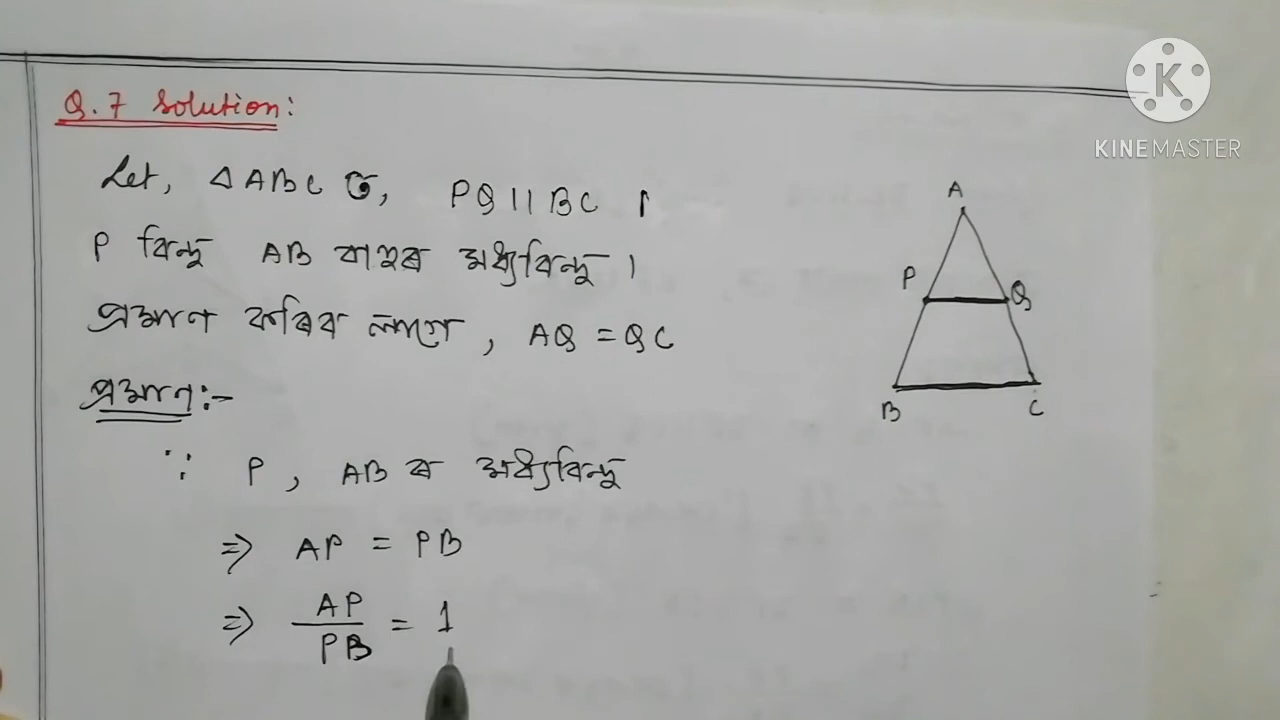 Q.7 Solution:
Let, △ABC ত, PQ || BC ।
P বিন্দু AB বাহুৰ মধ্যবিন্দু ।
প্ৰমাণ কৰিব লাগে, AQ = QC
প্ৰমাণ :-
∵ P, AB ৰ মধ্যবিন্দু
⇒ AP = PB
⇒ AP/PB = 1
A
P
Q
B
C
K
KINEMASTER